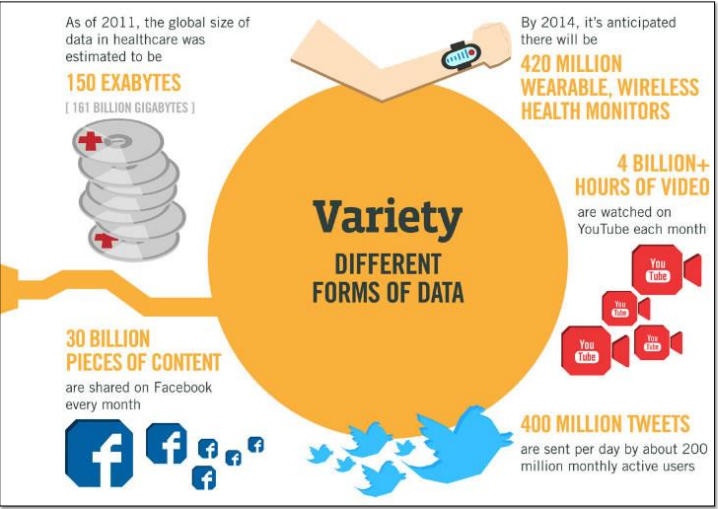 As of 2011, the global size of
data in healthcare was
estimated to be
150 EXABYTES
[ 161 BILLION GIGABYTES ]
By 2014, it's anticipated
there will be
420 MILLION
WEARABLE, WIRELESS
HEALTH MONITORS
4 BILLION+
HOURS OF VIDEO
are watched on
YouTube each month
You
Tube
You
Tube
You
Tube
You
Tube
Variety
DIFFERENT
FORMS OF DATA
30 BILLION
PIECES OF CONTENT
are shared on Facebook
every month
f
f
f
f
f
f
400 MILLION TWEETS
are sent per day by about 200
million monthly active users